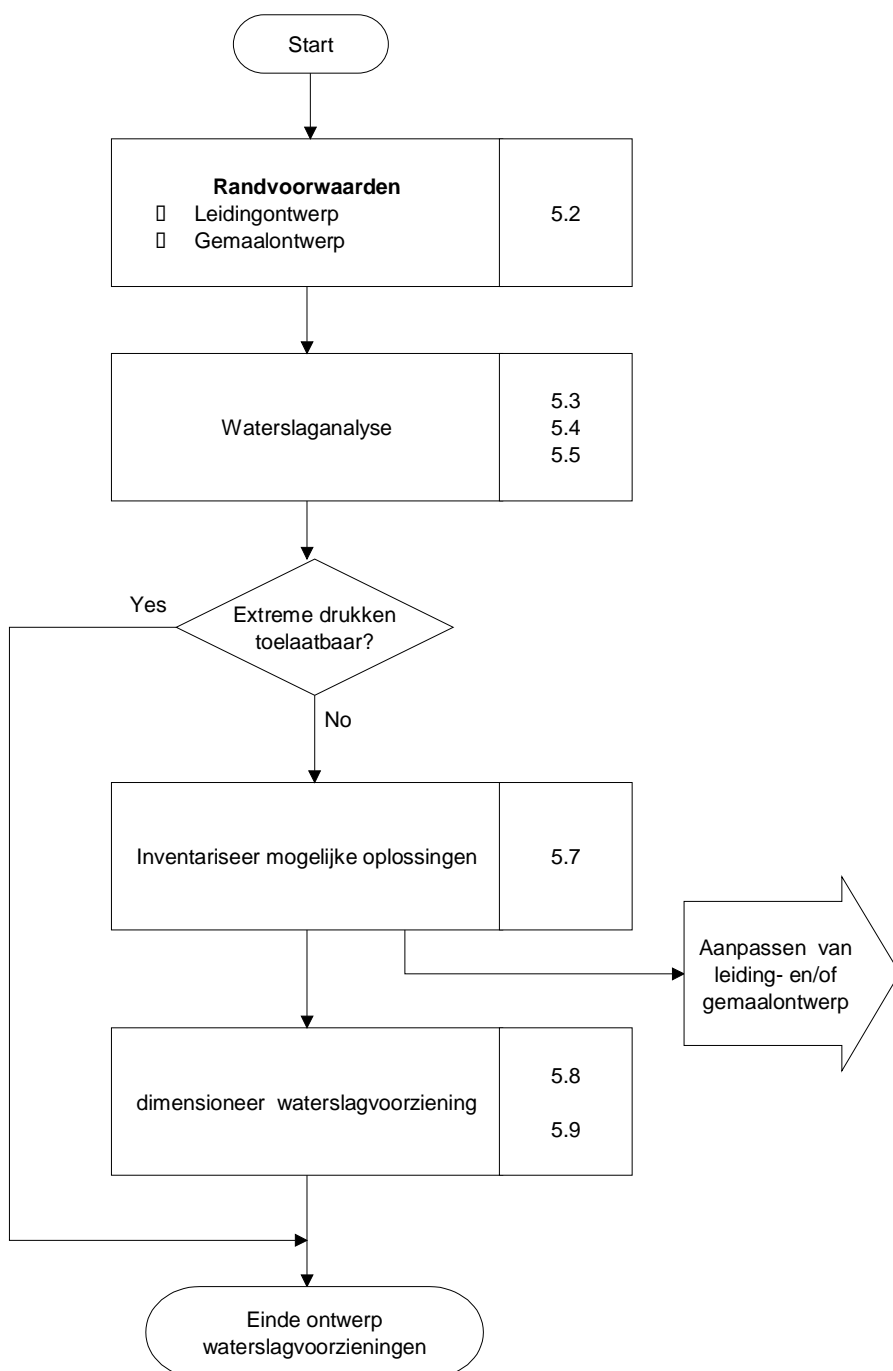 Start
Randvoorwaarden
Leidingontwerp
Gemaalontwerp
5.2
Waterslaganalyse
5.3
5.4
5.5
Yes
Extreme drukken
toelaatbaar?
No
Inventariseer mogelijke oplossingen
5.7
Aanpassen van
leiding- en/of
gemaalontwerp
dimensioneer waterslagvoorziening
5.8
5.9
Einde ontwerp
waterslagvoorzieningen